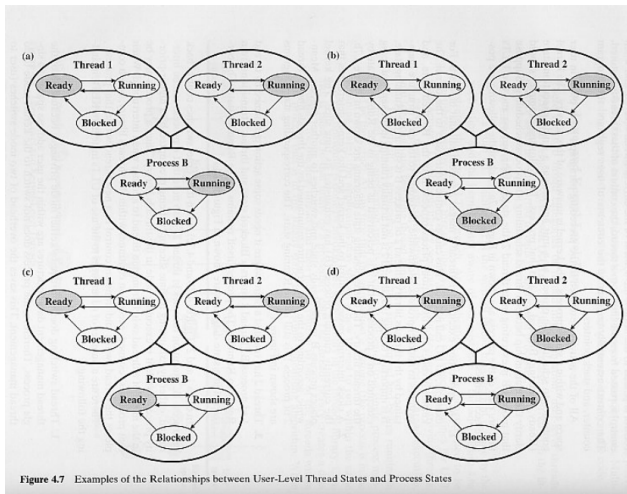 (a)
Thread 1
Ready
Running
Blocked
Thread 2
Ready
Running
Blocked
Process B
Ready
Running
Blocked
(b)
Thread 1
Ready
Running
Blocked
Thread 2
Ready
Running
Blocked
Process B
Ready
Running
Blocked
(c)
Thread 1
Ready
Running
Blocked
Thread 2
Ready
Running
Blocked
Process B
Ready
Running
Blocked
(d)
Thread 1
Ready
Running
Blocked
Thread 2
Ready
Running
Blocked
Process B
Ready
Running
Blocked
Figure 4.7 Examples of the Relationships between User-Level Thread States and Process States